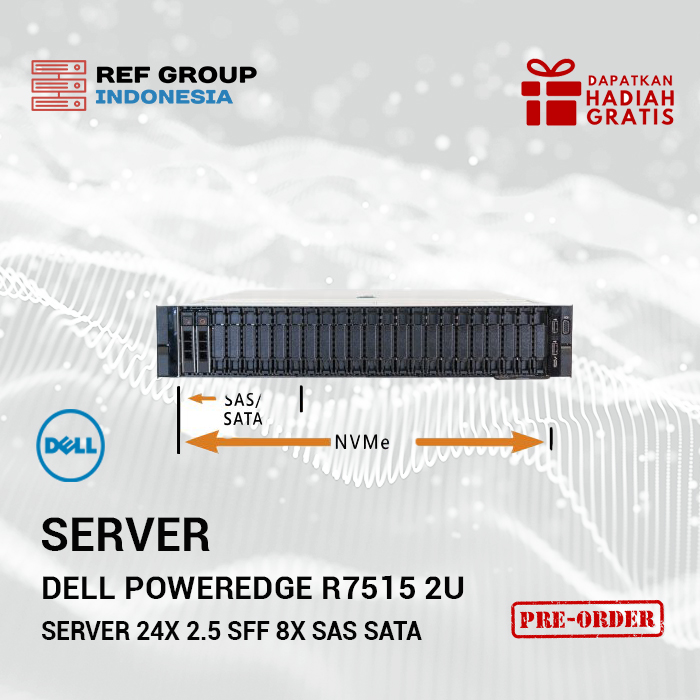 REF GROUP
INDONESIA
DAPATKAN
HADIAH
GRATIS
SAS/
SATA
NVMe
DELL
SERVER
DELL POWEREDGE R7515 2U
SERVER 24X 2.5 SFF 8X SAS SATA
PRE-ORDER